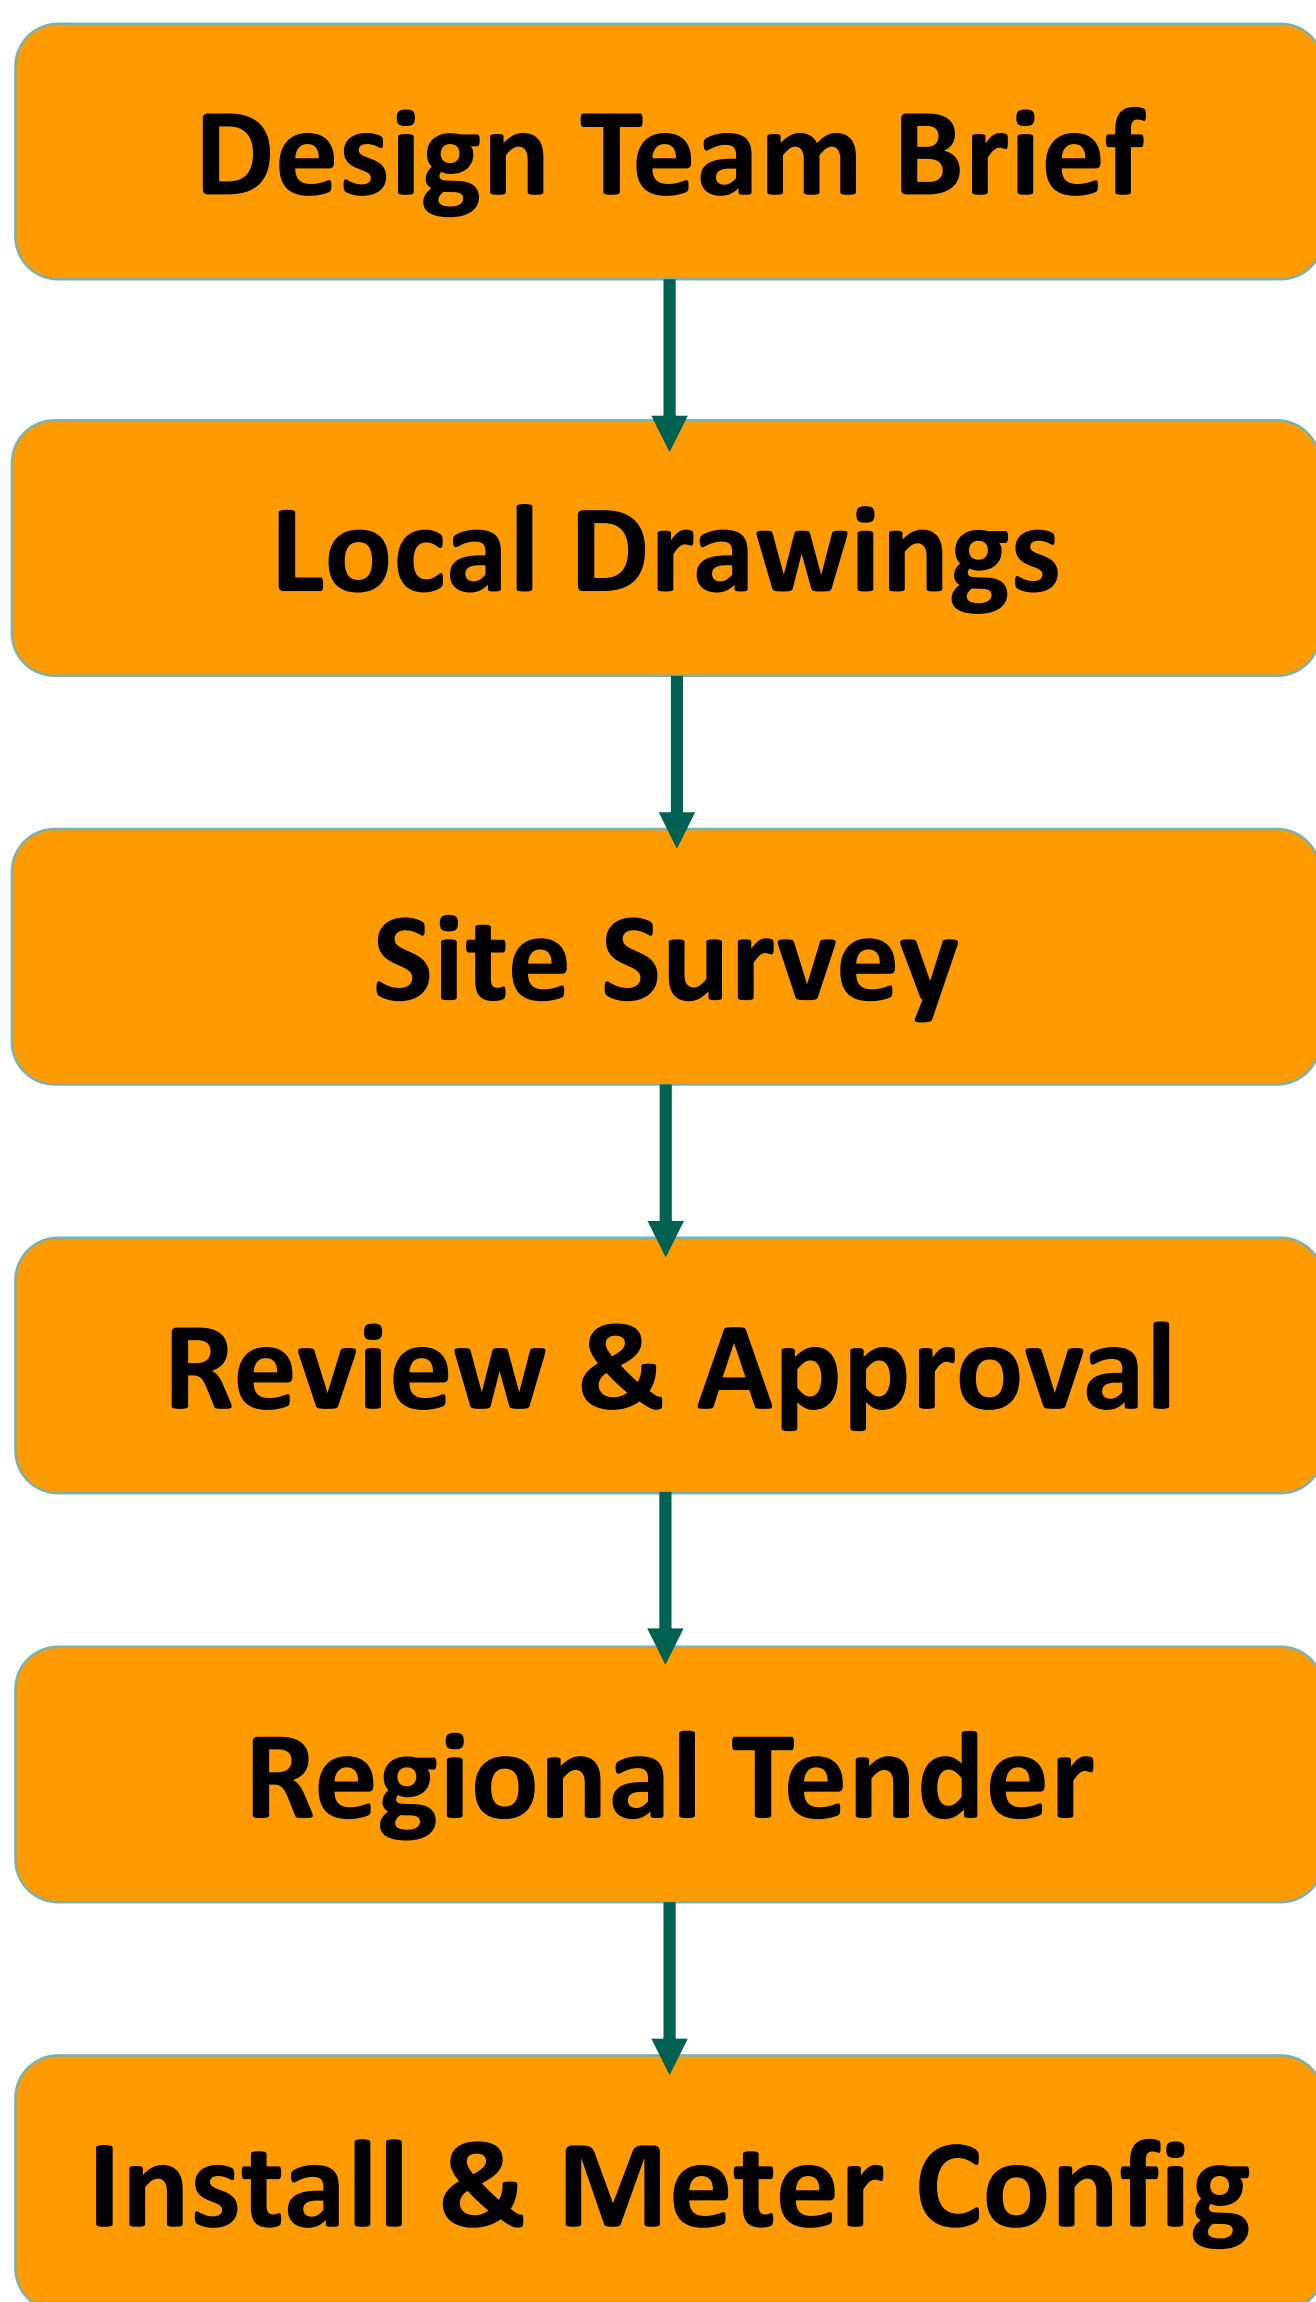 Design Team Brief
Local Drawings
Site Survey
Review & Approval
Regional Tender
Install & Meter Config